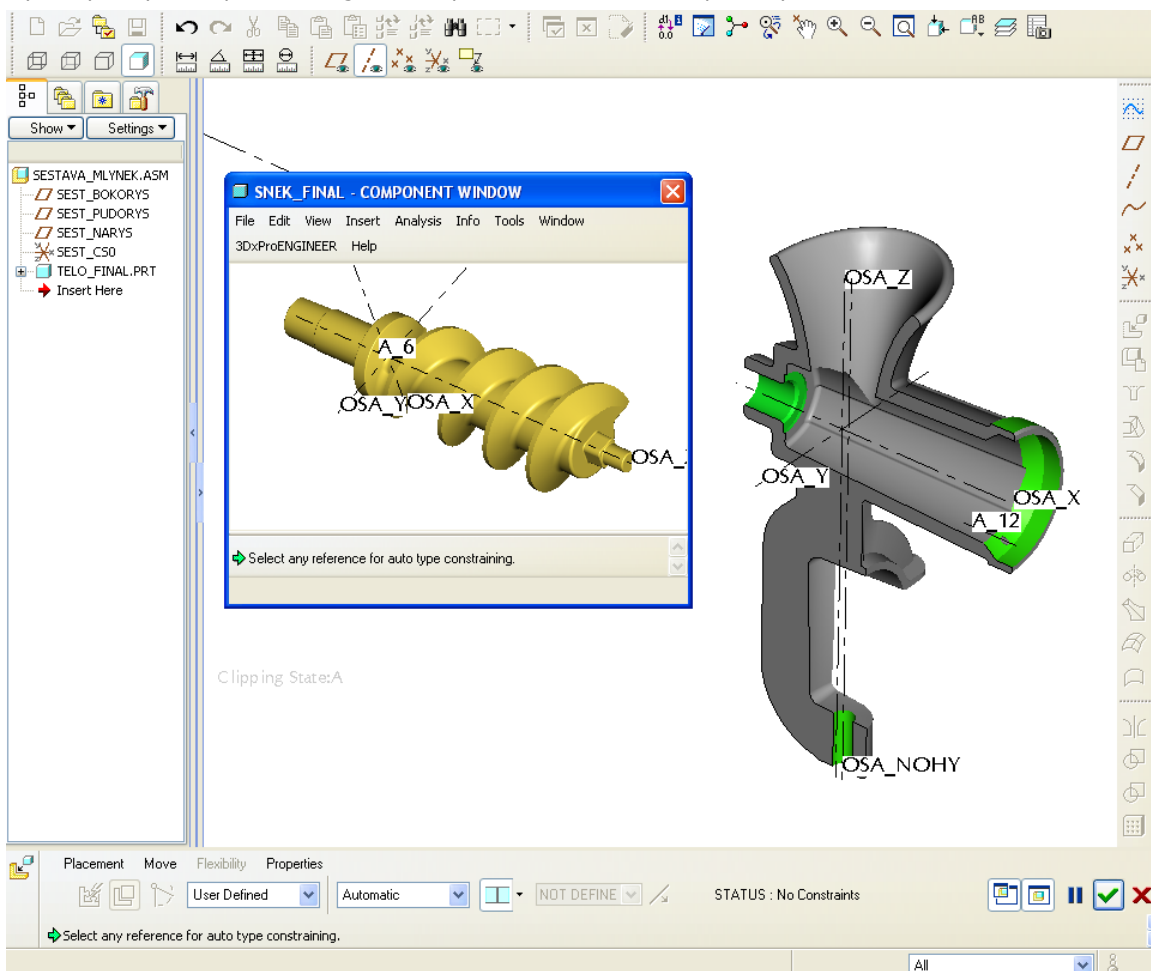 Show Settings
SESTAVA_MLYNEK.ASM
SEST_BOKORYS
SEST_PUDORYS
SEST_NARYS
SEST_CS0
TELO_FINAL.PRT
Insert Here
SNEK_FINAL - COMPONENT WINDOW
File Edit View Insert Analysis Info Tools Window
3DxProENGINEER Help
A_6
OSA_Y
OSA_X
Select any reference for auto type constraining.
OSA_Z
OSA_Y
OSA_X
A_12
OSA_NOHY
Clipping State:A
Placement Move Flexibility Properties
User Defined Automatic NOT DEFINE STATUS : No Constraints
Select any reference for auto type constraining.
All